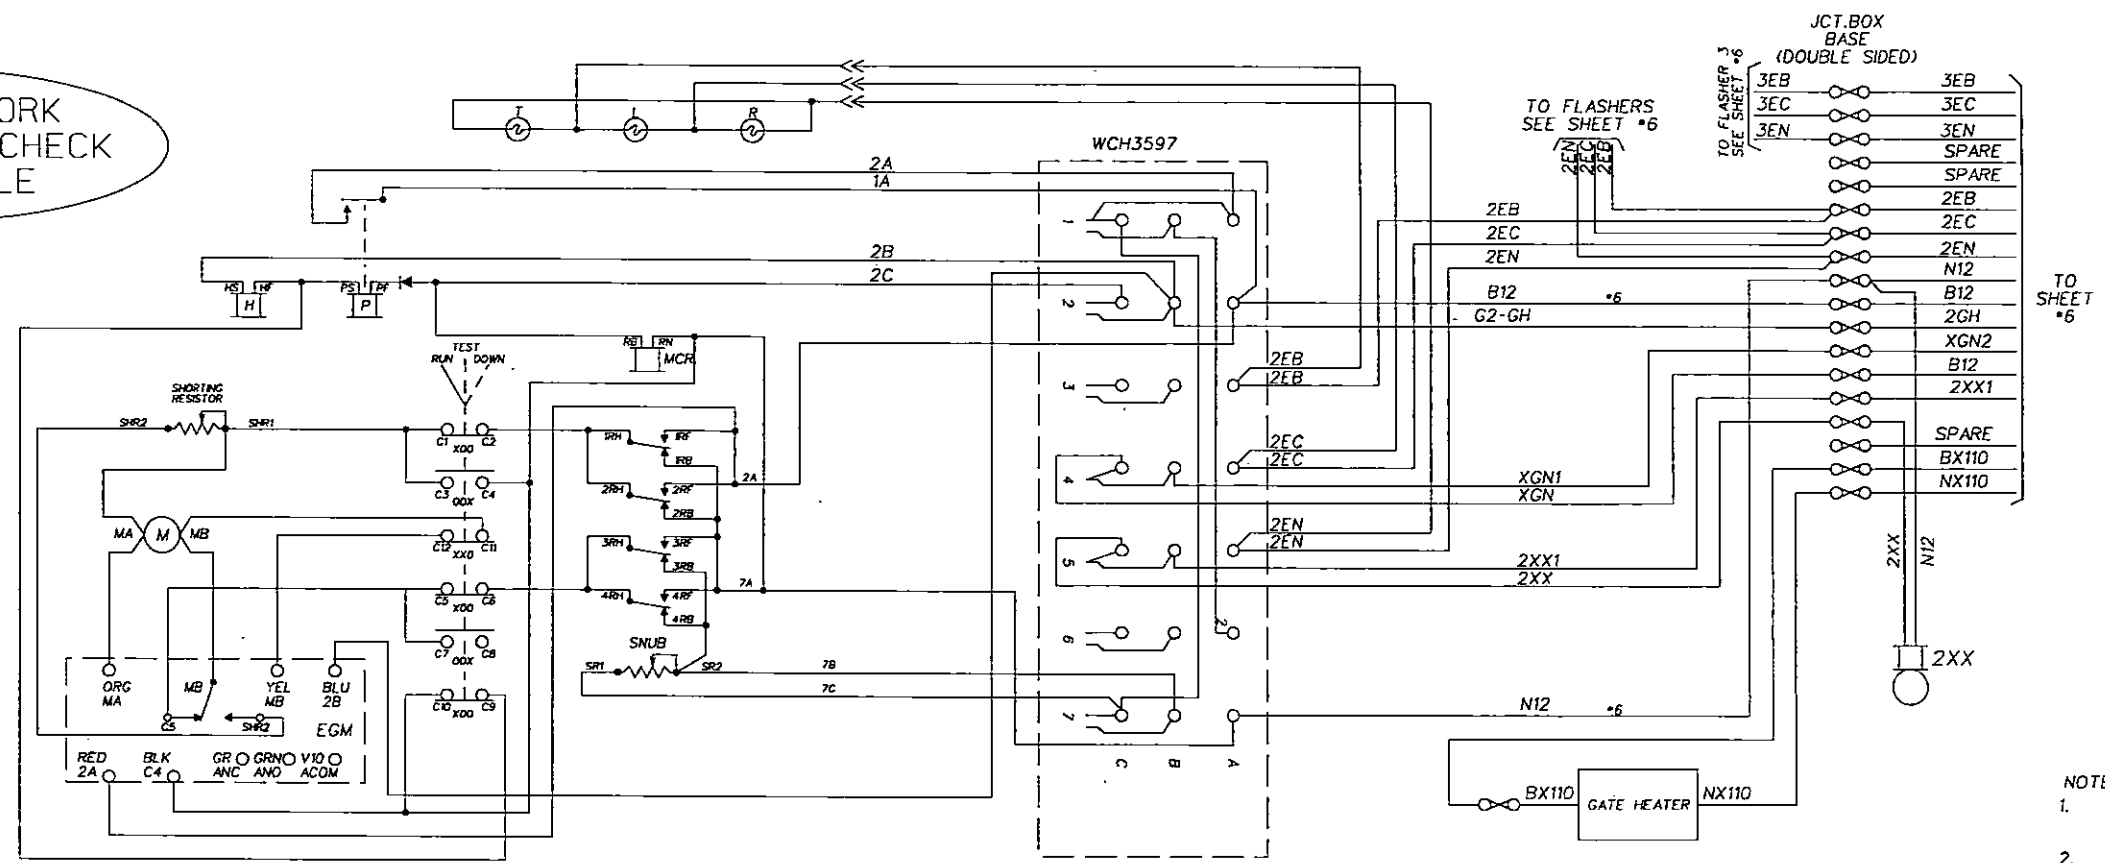 ORK
CHECK
LE
JCT.BOX
BASE
(DOUBLE SIDED)
TO FLASHER 3
SEE SHEET *6
3EB
3EC
3EN
3EB
3EC
3EN
SPARE
SPARE
2EB
2EC
2EN
N12
B12
2GH
XGN2
B12
2XX1
SPARE
BX110
NX110
TO
SHEET
*6
TO FLASHERS
SEE SHEET *6
2EN
2EC
2EB
T
L
R
WCH3597
2A
1A
2B
2C
HS
HF
H
PS
PF
P
RB
RN
MCR
TEST
RUN
DOWN
SHORTING
RESISTOR
SHR2
SHR1
C1
C2
XOO
C3
C4
OOX
C12
C11
XXO
C5
C6
XOO
C7
C8
OOX
C10
C9
XOO
1RH
1RF
1RB
2RH
2RF
2RB
2A
3RH
3RF
3RB
7A
4RH
4RF
4RB
SNUB
SR1
SR2
7B
7C
MA
M
MB
ORG
MA
MB
YEL
MB
BLU
2B
C5
SHR2
EGM
RED
2A
BLK
C4
GR
ANC
GRN
ANO
V10
ACOM
1
2
3
4
5
6
7
2
C
B
A
2EB
2EB
2EC
2EC
2EN
2EN
2EB
2EC
2EN
B12
*6
G2-GH
XGN1
XGN
2XX1
2XX
N12
*6
2XX
N12
2XX
BX110
GATE HEATER
NX110
NOTE
1.
2.